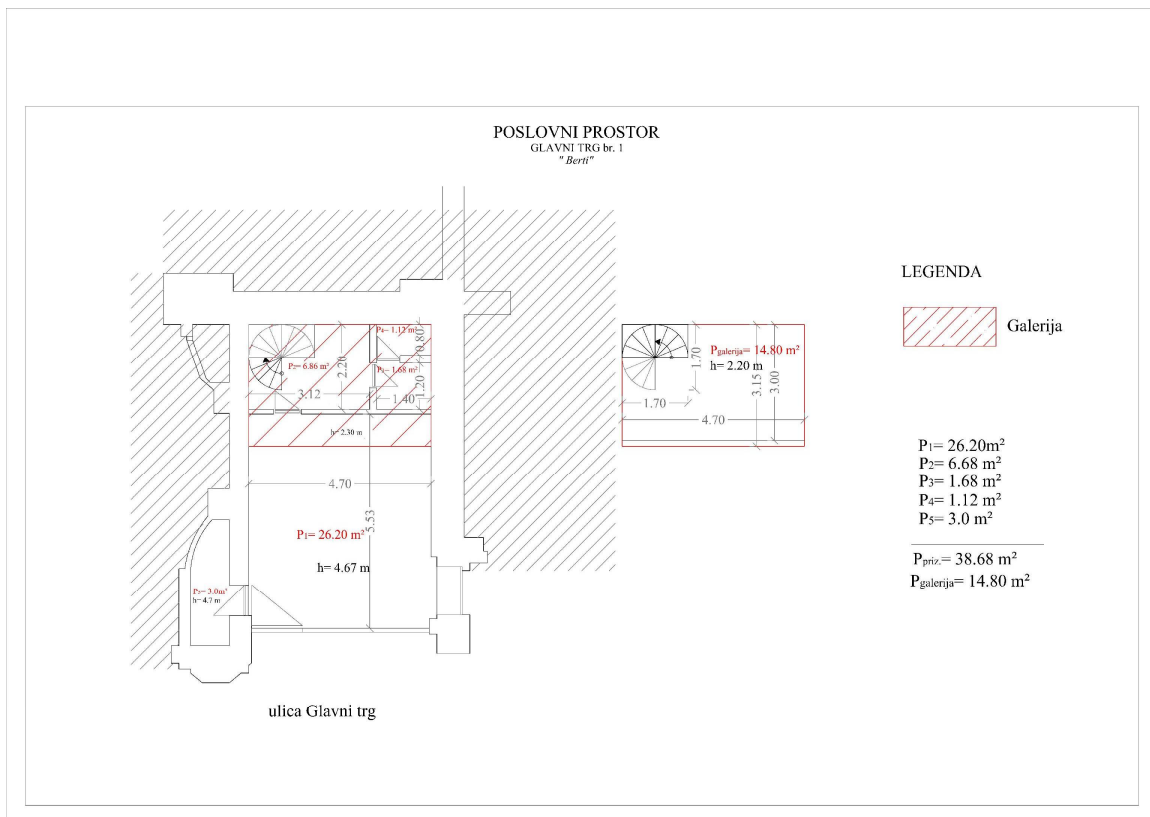 POSLOVNI PROSTOR
GLAVNI TRG br. 1
" Berti"
P4= 1.12 m²
0.80
P2= 6.86 m²
2.20
P3= 1.68 m²
1.20
3.12
1.40
h= 2.30 m
4.70
5.53
P1= 26.20 m²
h= 4.67 m
P5= 3.0m²
h= 4.7 m
ulica Glavni trg
Pgalerija= 14.80 m²
h= 2.20 m
1.70
3.15
3.00
1.70
4.70
LEGENDA
Galerija
P1= 26.20m²
P2= 6.68 m²
P3= 1.68 m²
P4= 1.12 m²
P5= 3.0 m²
Ppriz.= 38.68 m²
Pgalerija= 14.80 m²